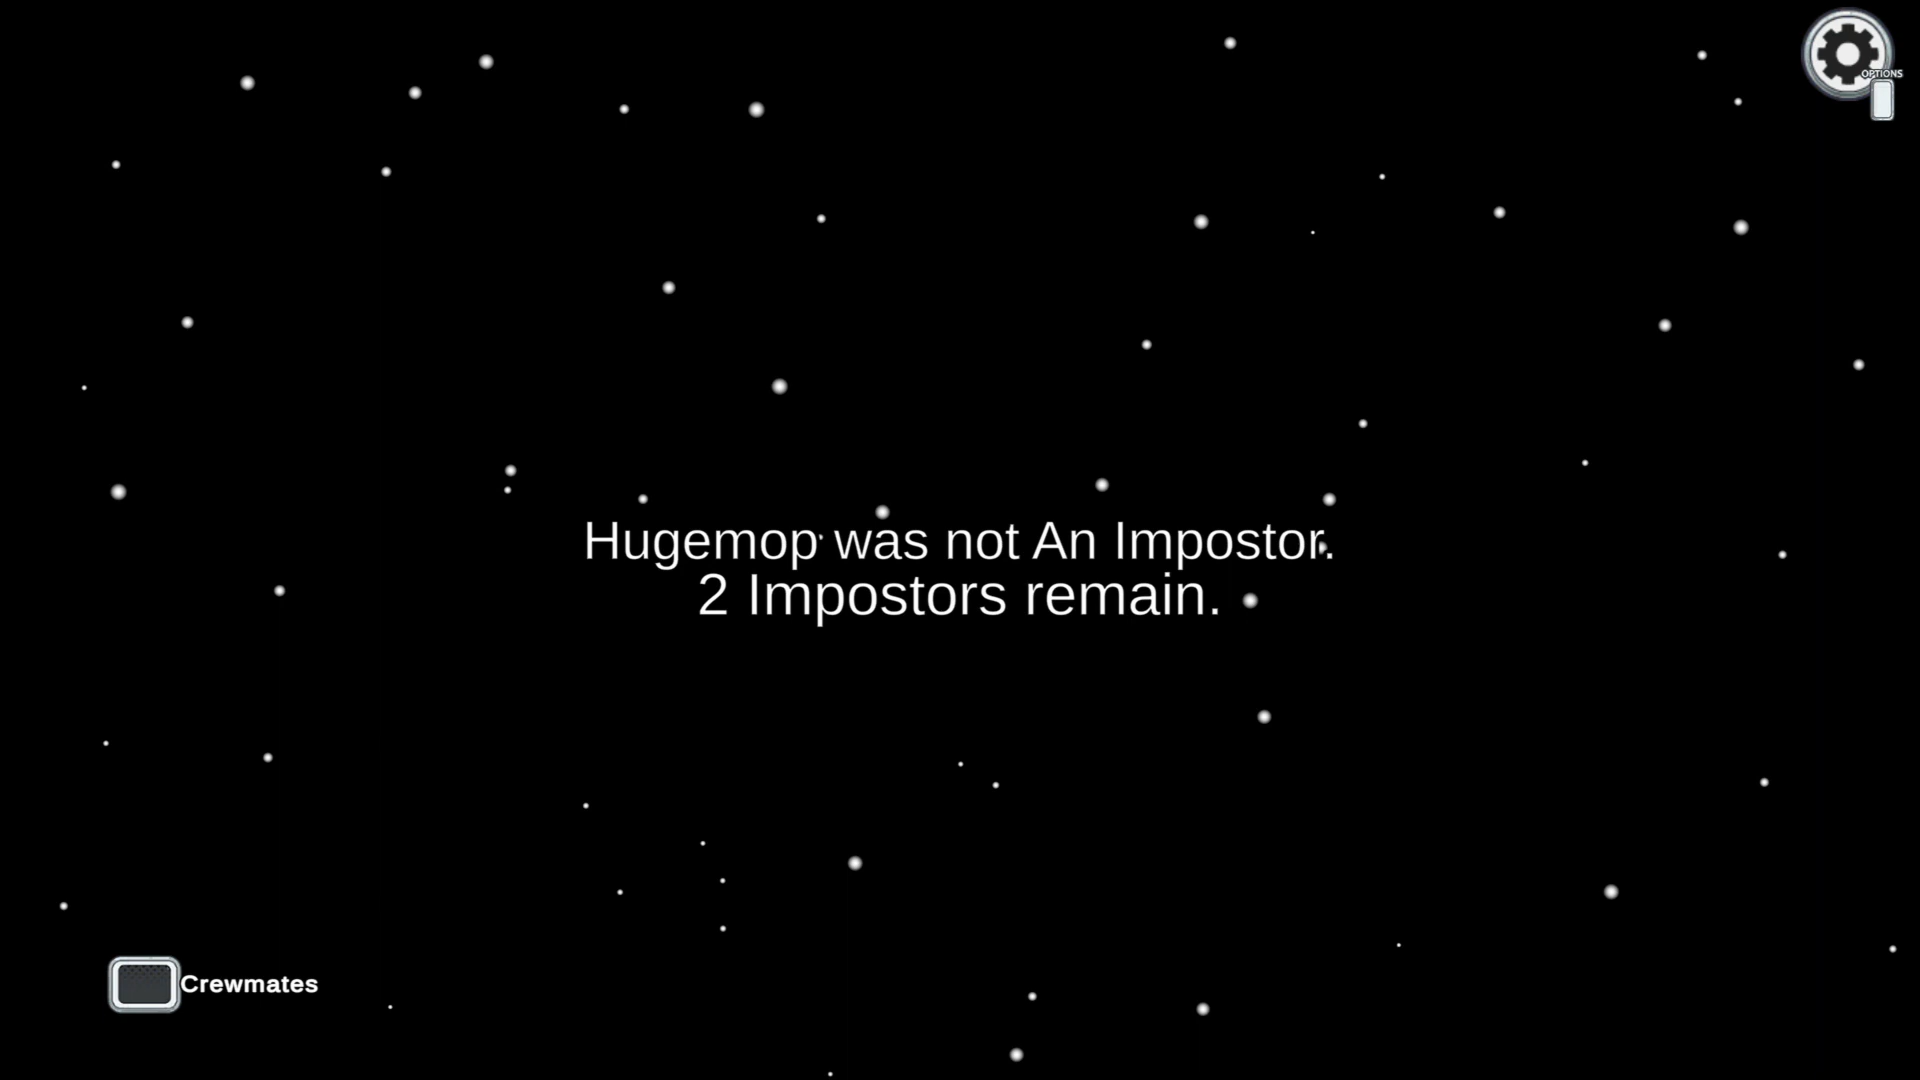 OPTIONS
Hugemop was not An Impostor.
2 Impostors remain.
Crewmates